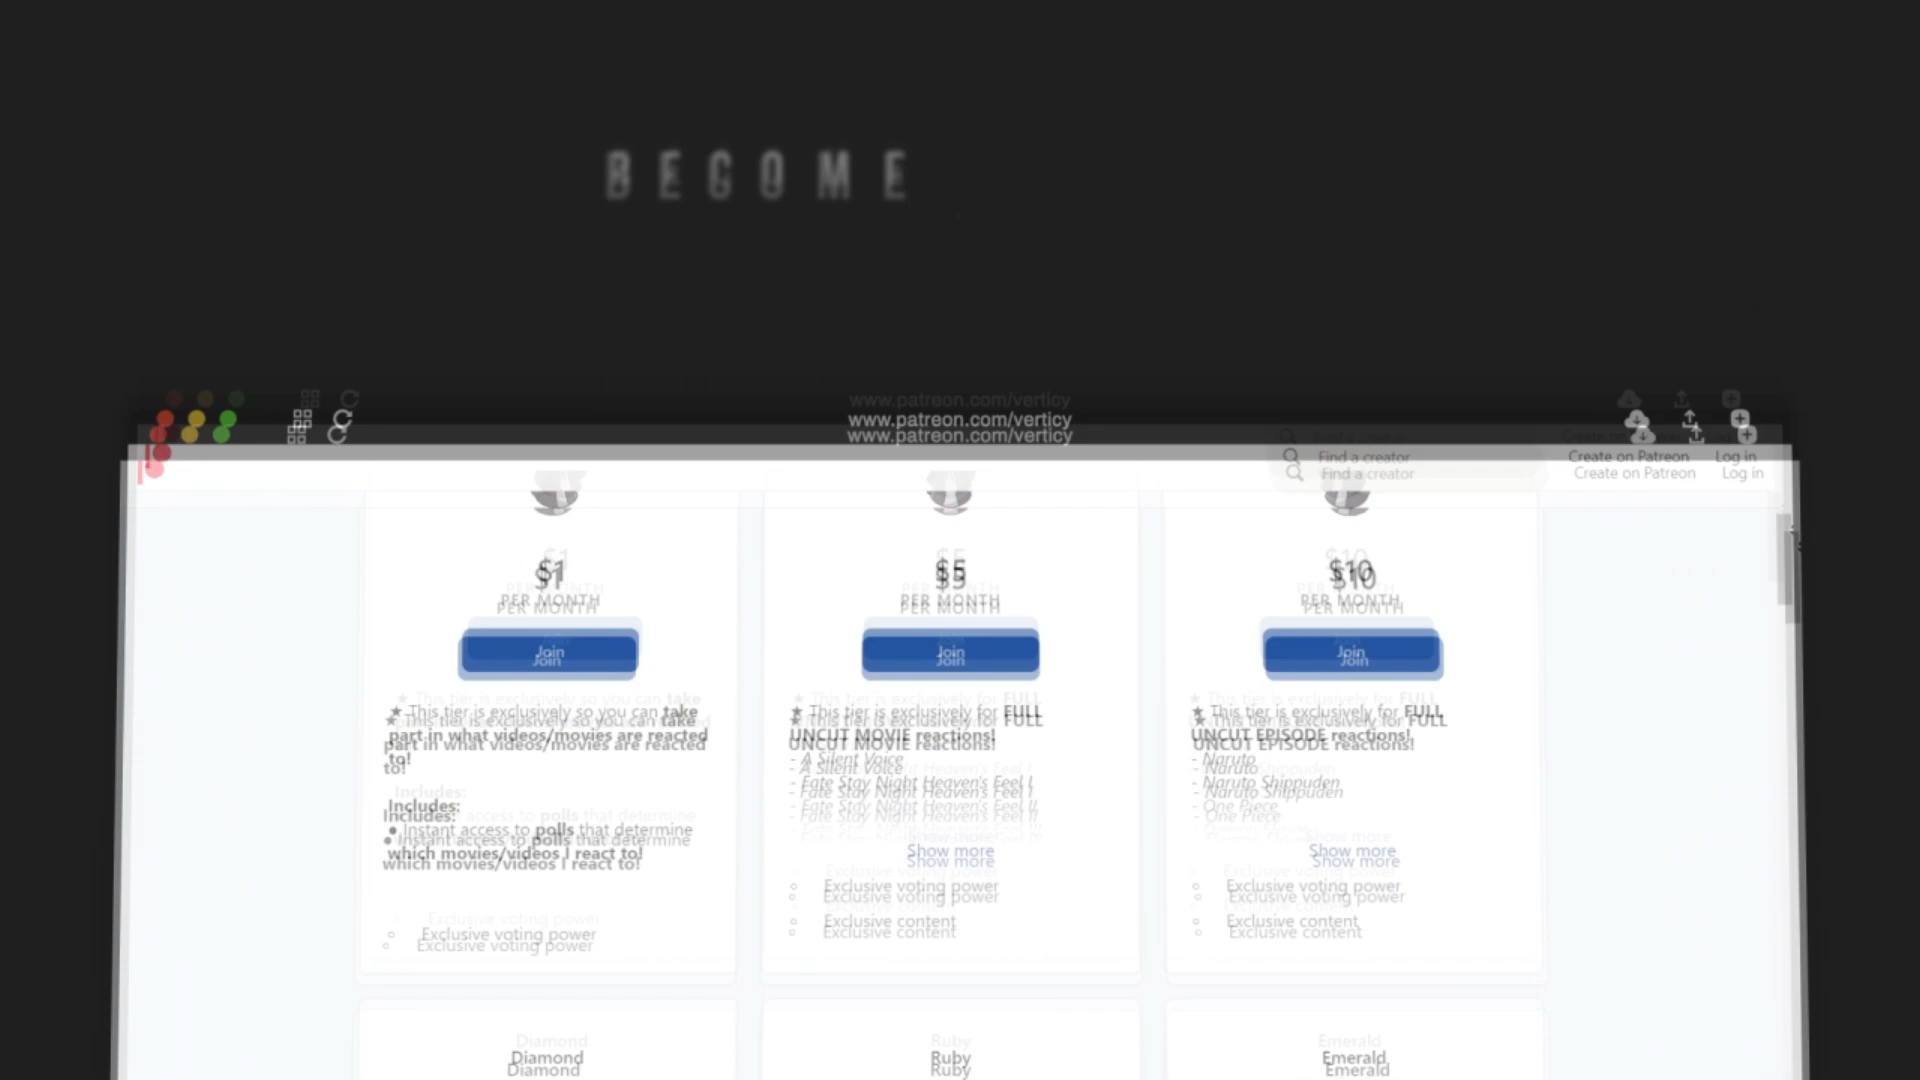 BECOME
www.patreon.com/verticy
Find a creator
Create on Patreon
Log in
$1
PER MONTH
Join
★ This tier is exclusively so you can take
part in what videos/movies are reacted
to!
Includes:
● Instant access to polls that determine
which movies/videos I react to!
Exclusive voting power
$5
PER MONTH
Join
★ This tier is exclusively for FULL
UNCUT MOVIE reactions!
- A Silent Voice
- Fate Stay Night Heaven's Feel I
- Fate Stay Night Heaven's Feel II
Show more
Exclusive voting power
Exclusive content
$10
PER MONTH
Join
★ This tier is exclusively for FULL
UNCUT EPISODE reactions!
- Naruto
- Naruto Shippuden
- One Piece
Show more
Exclusive voting power
Exclusive content
Diamond
Ruby
Emerald